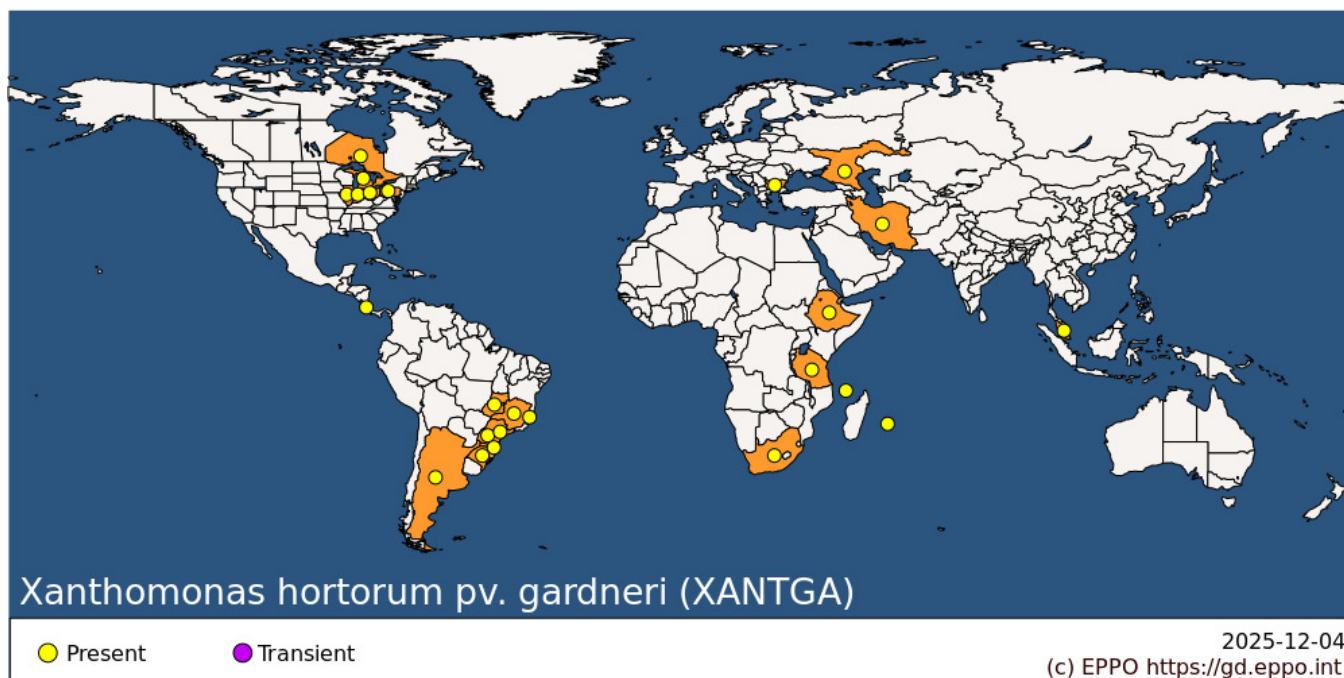 Xanthomonas hortorum pv. gardneri (XANTGA)
Present
Transient
2025-12-04
(c) EPPO https://gd.eppo.int